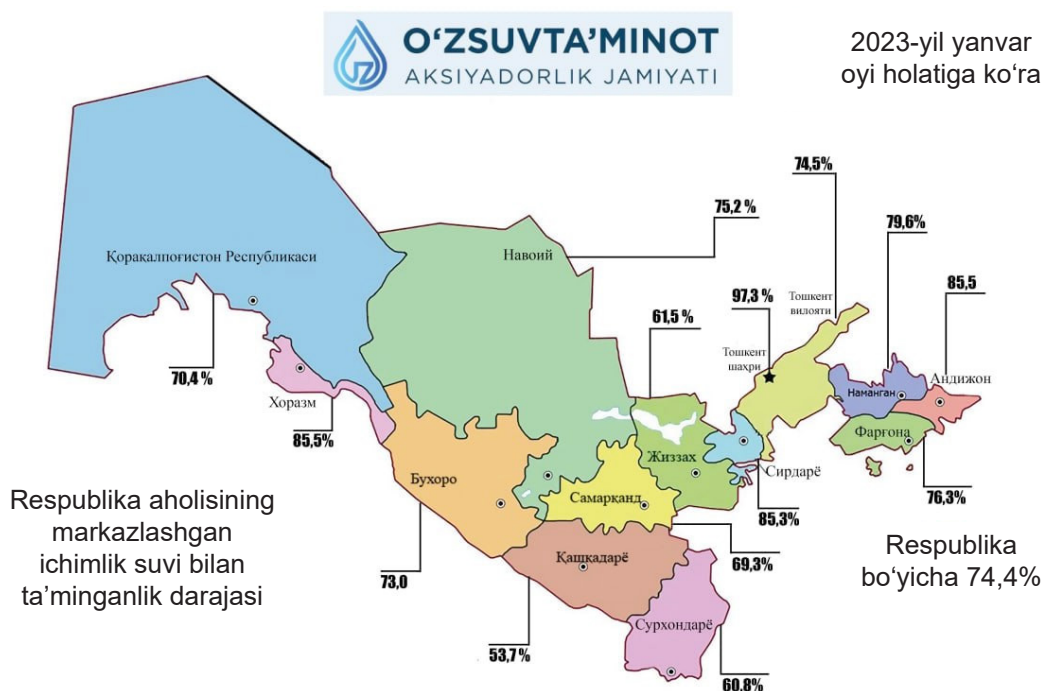 O‘ZSUVTA’MINOT
AKSIYADORLIK JAMIYATI
2023-yil yanvar
oyi holatiga ko‘ra
74,5%
75,2 %
79,6%
Қорақалпоғистон Республикаси
Навоий
97,3 %
Тошкент
вилояти
85,5
61,5 %
Тошкент
шаҳри
70,4 %
Хоразм
Наманган
Андижон
Фарғона
85,5%
Жиззах
Сирдарё
Бухоро
Самарқанд
76,3%
85,3%
Respublika aholisining
markazlashgan
ichimlik suvi bilan
ta’minganlik darajasi
73,0
Қашкадарё
69,3%
Respublika
bo‘yicha 74,4%
Сурхондарё
53,7 %
60,8%